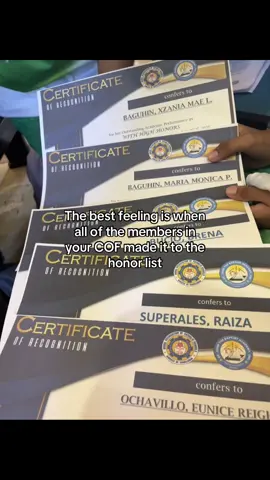 CERTIFICATE
OF RECOGNITION
confers to
BAGUHIN, XZANIA MAE L.
WITH HIGH HONORS
CERTIFICATE
OF RECOGNITION
confers to
BAGUHIN, MARIA MONICA P.
The best feeling is when
all of the members in
your COF made it to the
honor list
CERTIFICATE
OF RECOGNITION
confers to
SUPERALES, RAIZA
CERTIFICATE
OF RECOGNITION
confers to
OCHAVILLO, EUNICE REIG